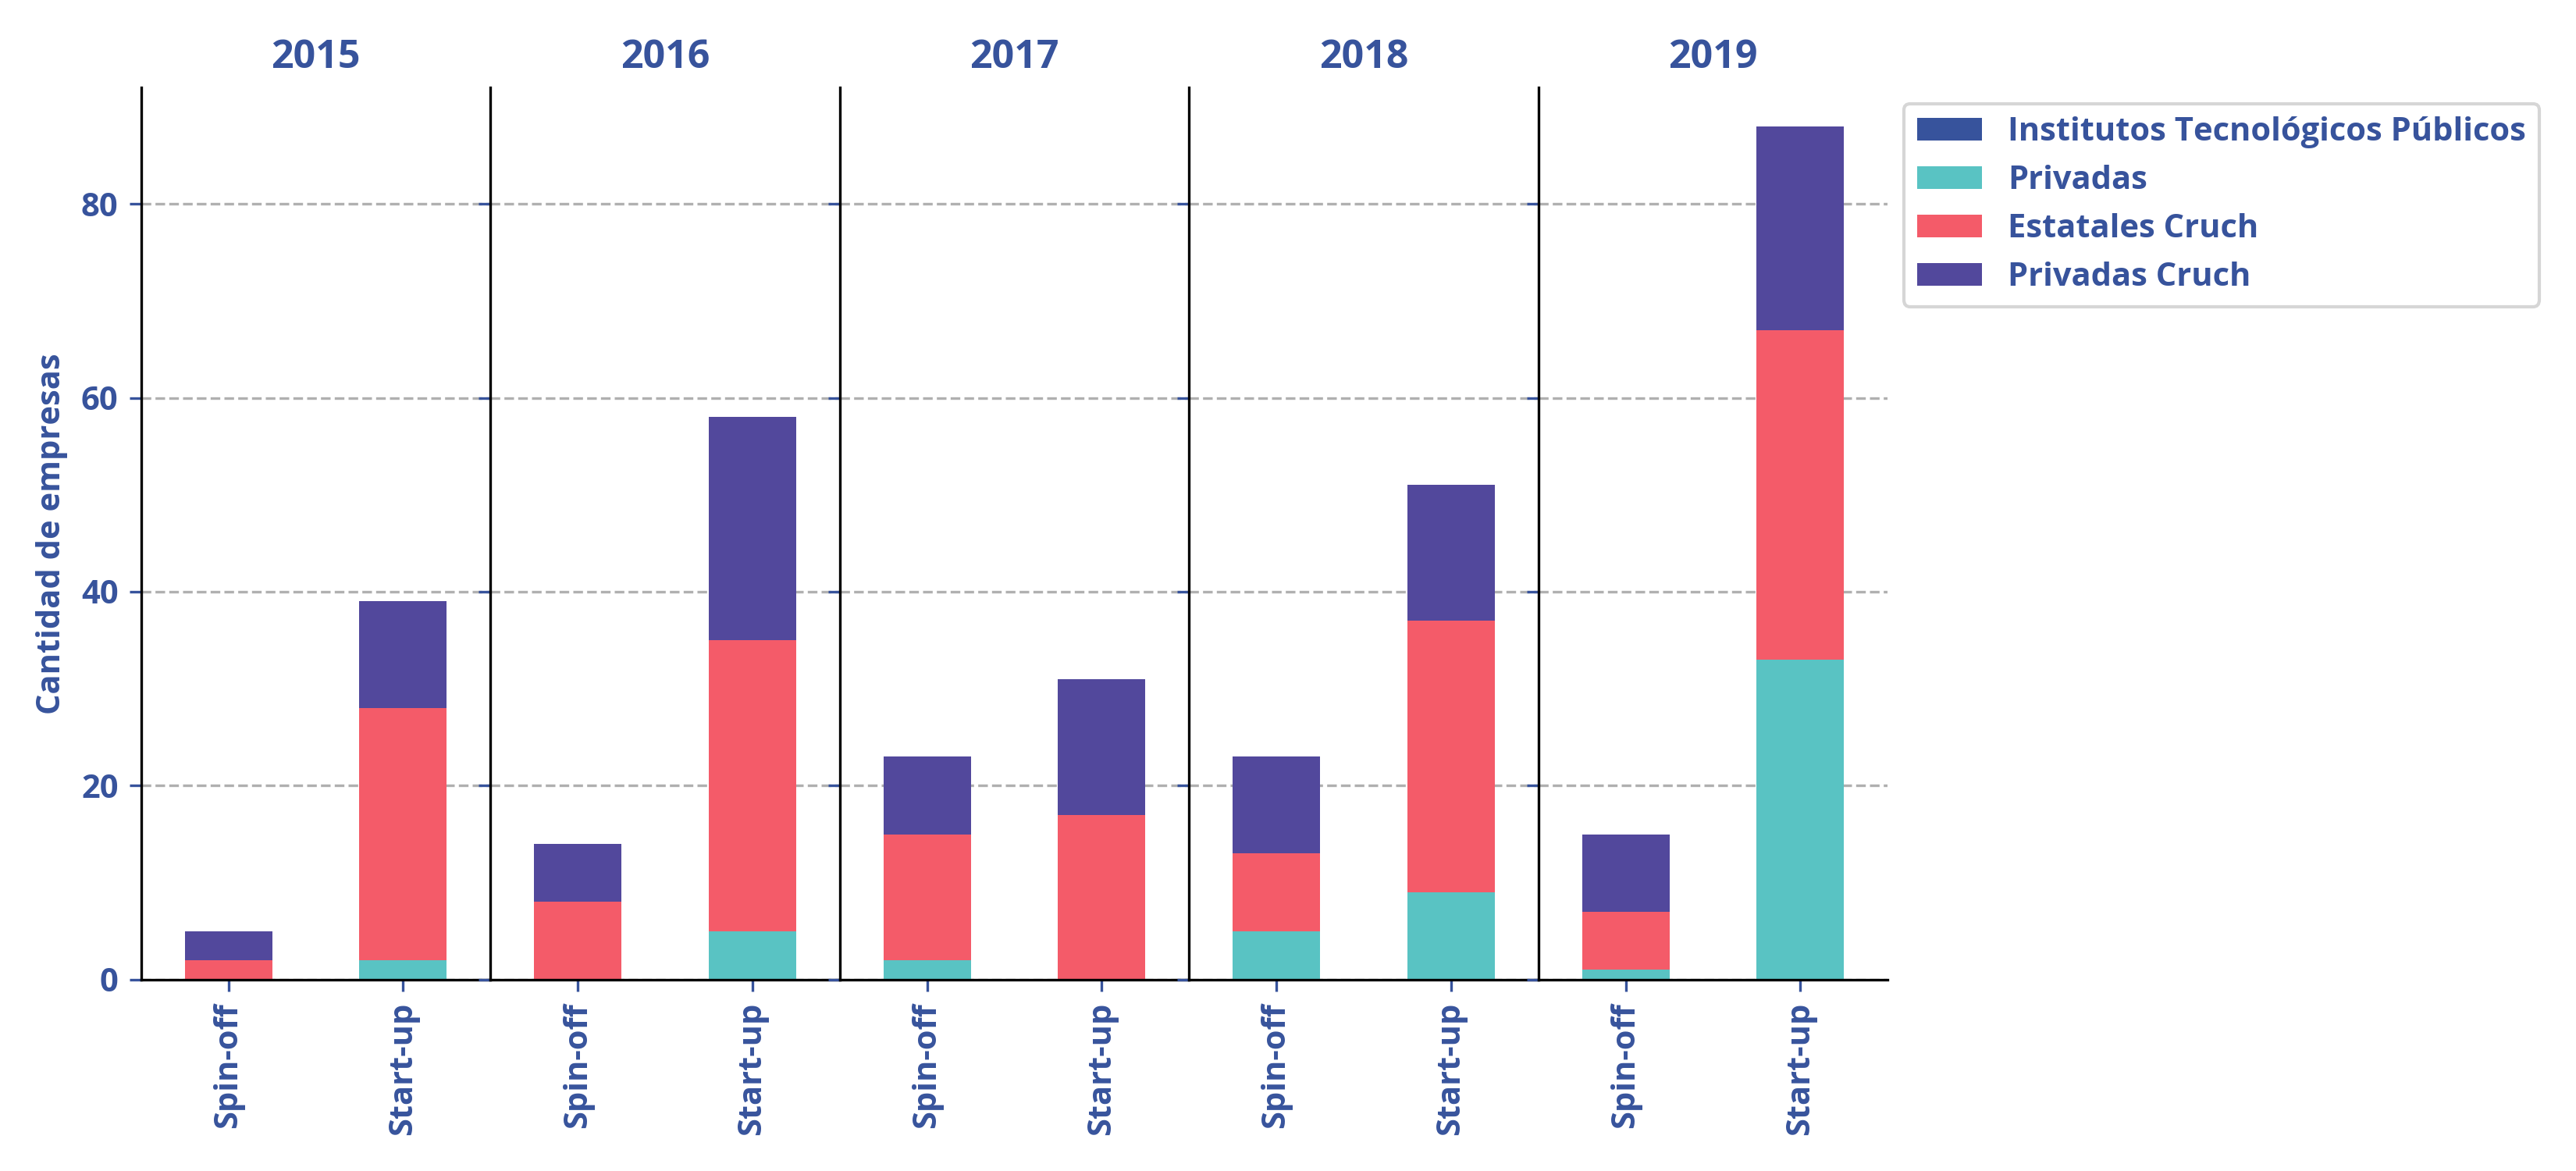 2015 2016 2017 2018 2019
Institutos Tecnológicos Públicos
Privadas
Estatales Cruch
Privadas Cruch
Cantidad de empresas
80
60
40
20
0
Spin-off Start-up Spin-off Start-up Spin-off Start-up Spin-off Start-up Spin-off Start-up